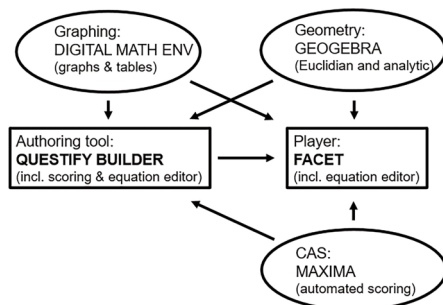 Graphing:
DIGITAL MATH ENV
(graphs & tables)
Geometry:
GEOGEBRA
(Euclidian and analytic)
Authoring tool:
QUESTIFY BUILDER
(incl. scoring & equation editor)
Player:
FACET
(incl. equation editor)
CAS:
MAXIMA
(automated scoring)